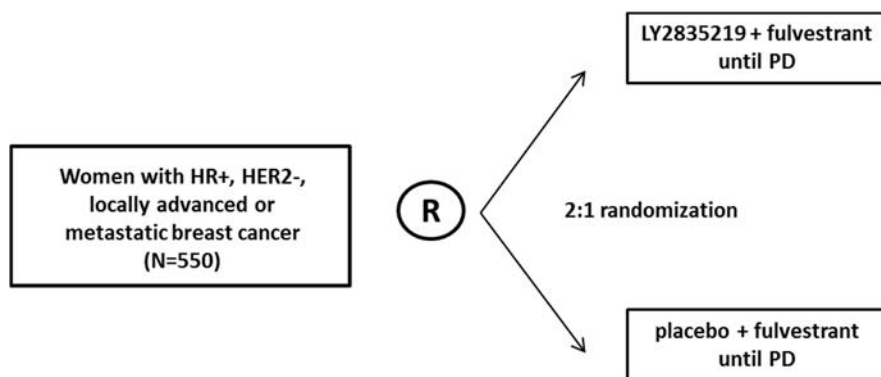 LY2835219 + fulvestrant
until PD
Women with HR+, HER2-,
locally advanced or
metastatic breast cancer
(N=550)
R
2:1 randomization
placebo + fulvestrant
until PD